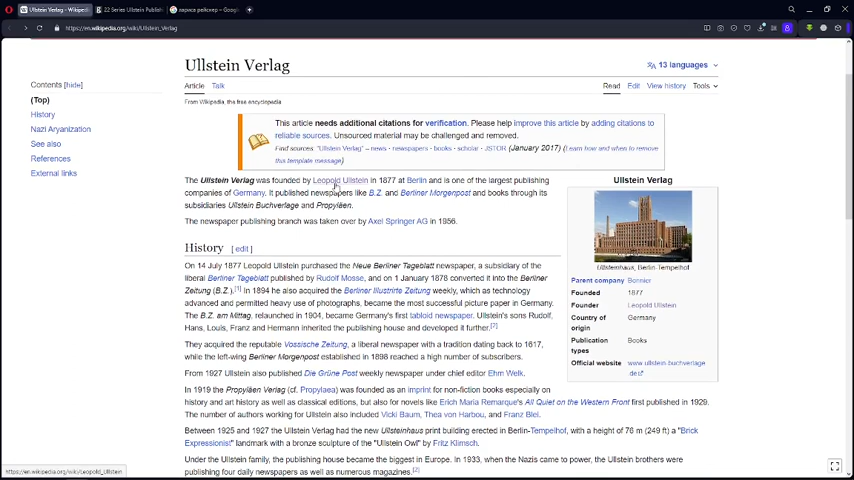 Ullstein Verlag - Wikipedi
22 Series Ullstein Publish
лариса рейснер – Googl
https://en.wikipedia.org/wiki/Ullstein_Verlag
Ullstein Verlag
13 languages
Contents [hide]
(Top)
History
Nazi Aryanization
See also
References
External links
Article Talk
Read Edit View history Tools
From Wikipedia, the free encyclopedia
This article needs additional citations for verification. Please help improve this article by adding citations to
reliable sources. Unsourced material may be challenged and removed.
Find sources: "Ullstein Verlag" – news · newspapers · books · scholar · JSTOR (January 2017) (Learn how and when to remove
this template message)
The Ullstein Verlag was founded by Leopold Ullstein in 1877 at Berlin and is one of the largest publishing
companies of Germany. It published newspapers like B.Z. and Berliner Morgenpost and books through its
subsidiaries Ullstein Buchverlage and Propyläen.
The newspaper publishing branch was taken over by Axel Springer AG in 1956.
History [ edit ]
On 14 July 1877 Leopold Ullstein purchased the Neue Berliner Tageblatt newspaper, a subsidiary of the
liberal Berliner Tageblatt published by Rudolf Mosse, and on 1 January 1878 converted it into the Berliner
Zeitung (B.Z.).[1] In 1894 he also acquired the Berliner Illustrirte Zeitung weekly, which as technology
advanced and permitted heavy use of photographs, became the most successful picture paper in Germany.
The B.Z. am Mittag, relaunched in 1904, became Germany's first tabloid newspaper. Ullstein's sons Rudolf,
Hans, Louis, Franz and Hermann inherited the publishing house and developed it further.[2]
They acquired the reputable Vossische Zeitung, a liberal newspaper with a tradition dating back to 1617,
while the left-wing Berliner Morgenpost established in 1898 reached a high number of subscribers.
From 1927 Ullstein also published Die Grüne Post weekly newspaper under chief editor Ehm Welk.
In 1919 the Propyläen Verlag (cf. Propylaea) was founded as an imprint for non-fiction books especially on
history and art history as well as classical editions, but also for novels like Erich Maria Remarque's All Quiet on the Western Front first published in 1929.
The number of authors working for Ullstein also included Vicki Baum, Thea von Harbou, and Franz Blei.
Between 1925 and 1927 the Ullstein Verlag had the new Ullsteinhaus print building erected in Berlin-Tempelhof, with a height of 76 m (249 ft) a "Brick
Expressionist" landmark with a bronze sculpture of the "Ullstein Owl" by Fritz Klimsch.
Under the Ullstein family, the publishing house became the biggest in Europe. In 1933, when the Nazis came to power, the Ullstein brothers were
publishing four daily newspapers as well as numerous magazines.[2]
Ullstein Verlag
Ullsteinhaus, Berlin-Tempelhof
Parent company Bonnier
Founded 1877
Founder Leopold Ullstein
Country of Germany
origin
Publication Books
types
Official website www.ullstein-buchverlage
.de
https://en.wikipedia.org/wiki/Leopold_Ullstein